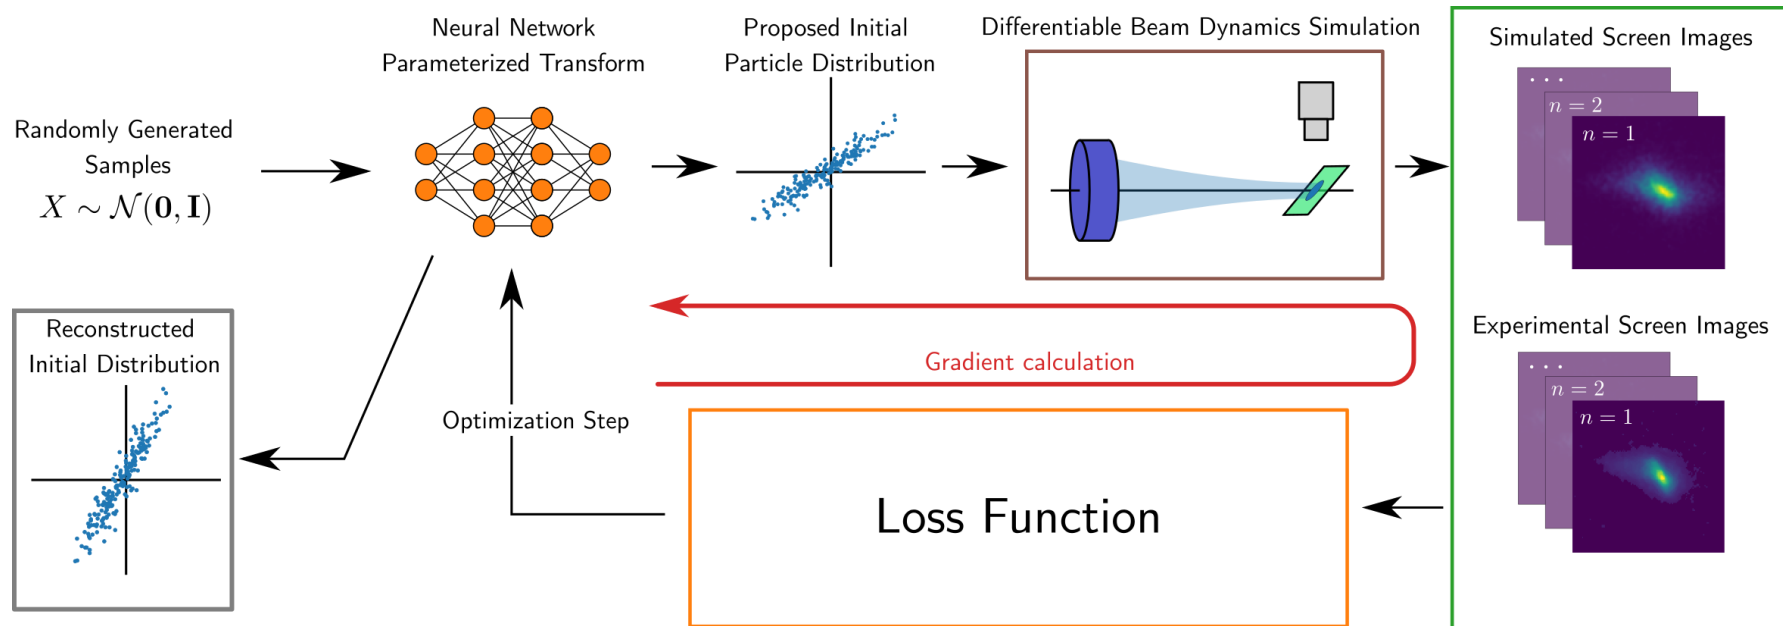 Randomly Generated
Samples
X ∼ 𝒩(𝟎, 𝐈)
Neural Network
Parameterized Transform
Proposed Initial
Particle Distribution
Differentiable Beam Dynamics Simulation
Simulated Screen Images
· · ·
n = 2
n = 1
Experimental Screen Images
· · ·
n = 2
n = 1
Gradient calculation
Loss Function
Optimization Step
Reconstructed
Initial Distribution